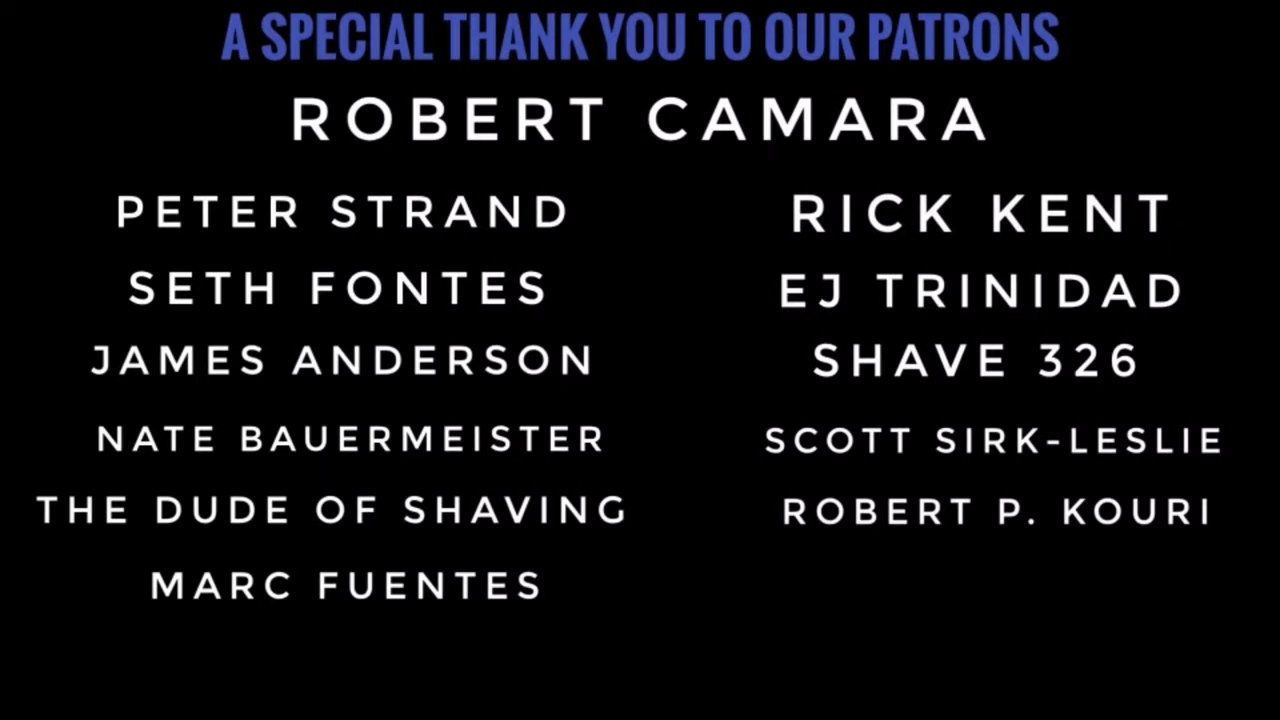 A SPECIAL THANK YOU TO OUR PATRONS
ROBERT CAMARA
PETER STRAND
RICK KENT
SETH FONTES
EJ TRINIDAD
JAMES ANDERSON
SHAVE 326
NATE BAUERMEISTER
SCOTT SIRK-LESLIE
THE DUDE OF SHAVING
ROBERT P. KOURI
MARC FUENTES